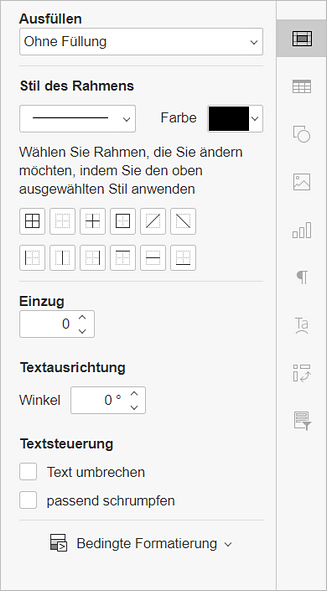 Ausfüllen
Ohne Füllung
Stil des Rahmens
Farbe
Wählen Sie Rahmen, die Sie ändern
möchten, indem Sie den oben
ausgewählten Stil anwenden
Einzug
0
Textausrichtung
Winkel 0 °
Textsteuerung
Text umbrechen
passend schrumpfen
Bedingte Formatierung
Ta